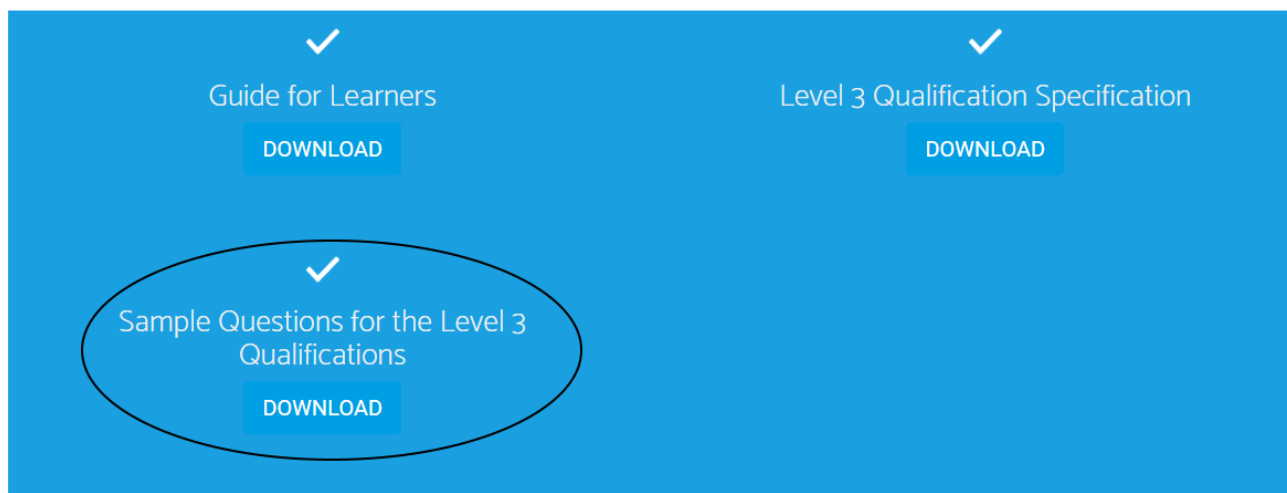 Guide for Learners
DOWNLOAD
Level 3 Qualification Specification
DOWNLOAD
Sample Questions for the Level 3
Qualifications
DOWNLOAD